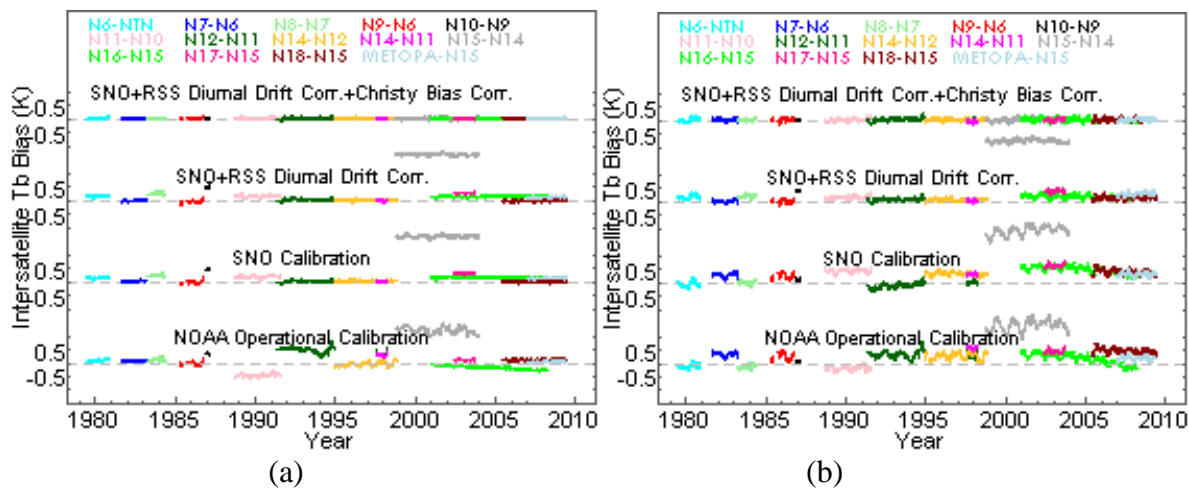 N6-NTN N7-N6 N8-N7 N9-N6 N10-N9
N11-N10 N12-N11 N14-N12 N14-N11 N15-N14
N16-N15 N17-N15 N18-N15 METOPA-N15
SNO+RSS Diurnal Drift Corr.+Christy Bias Corr.
0.5
-0.5
SNO+RSS Diurnal Drift Corr.
0.5
-0.5
SNO Calibration
0.5
-0.5
NOAA Operational Calibration
0.5
-0.5
Intersatellite Tb Bias (K)
1980 1985 1990 1995 2000 2005 2010
Year
(a)
N6-NTN N7-N6 N8-N7 N9-N6 N10-N9
N11-N10 N12-N11 N14-N12 N14-N11 N15-N14
N16-N15 N17-N15 N18-N15 METOPA-N15
SNO+RSS Diurnal Drift Corr.+Christy Bias Corr.
0.5
-0.5
SNO+RSS Diurnal Drift Corr.
0.5
-0.5
SNO Calibration
0.5
-0.5
NOAA Operational Calibration
0.5
-0.5
Intersatellite Tb Bias (K)
1980 1985 1990 1995 2000 2005 2010
Year
(b)